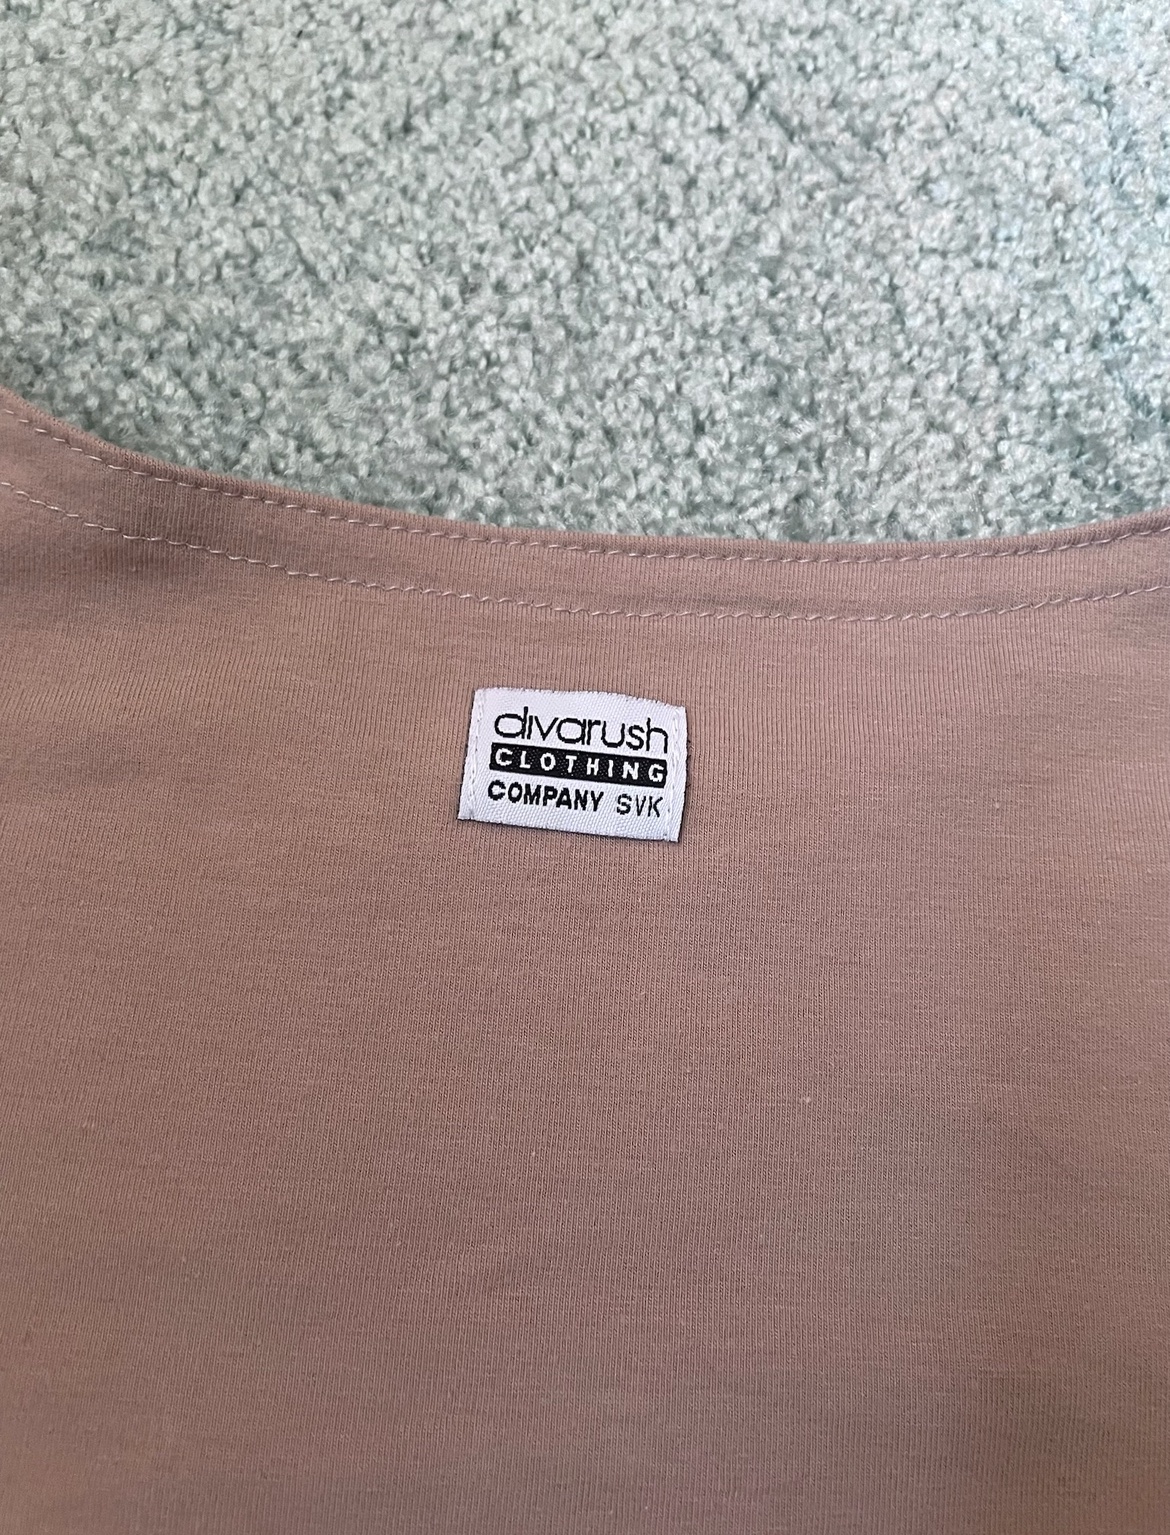 divarush
CLOTHING
COMPANY SVK